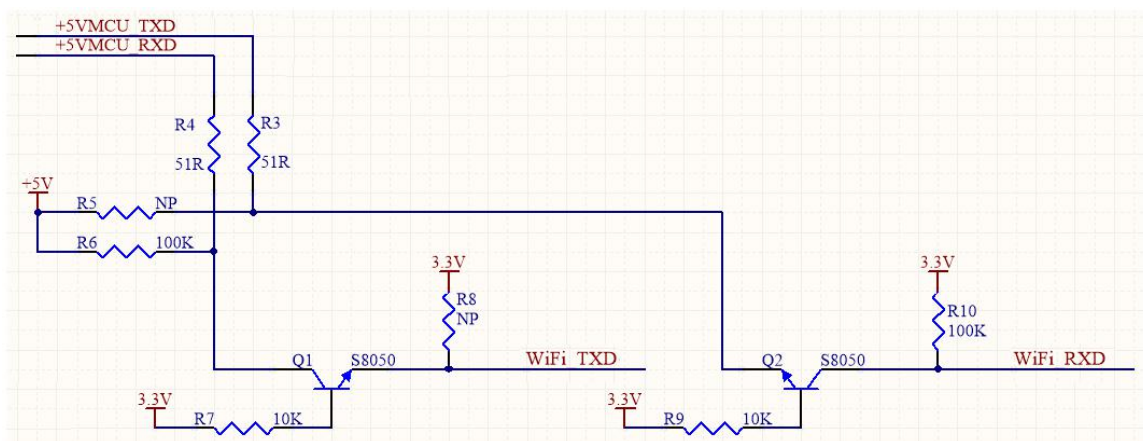 +5VMCU_TXD
+5VMCU_RXD
R4
R3
51R
51R
+5V
R5
NP
R6
100K
3.3V
R8
NP
3.3V
R10
100K
Q1
S8050
WiFi_TXD
Q2
S8050
WiFi_RXD
3.3V
R7
10K
3.3V
R9
10K